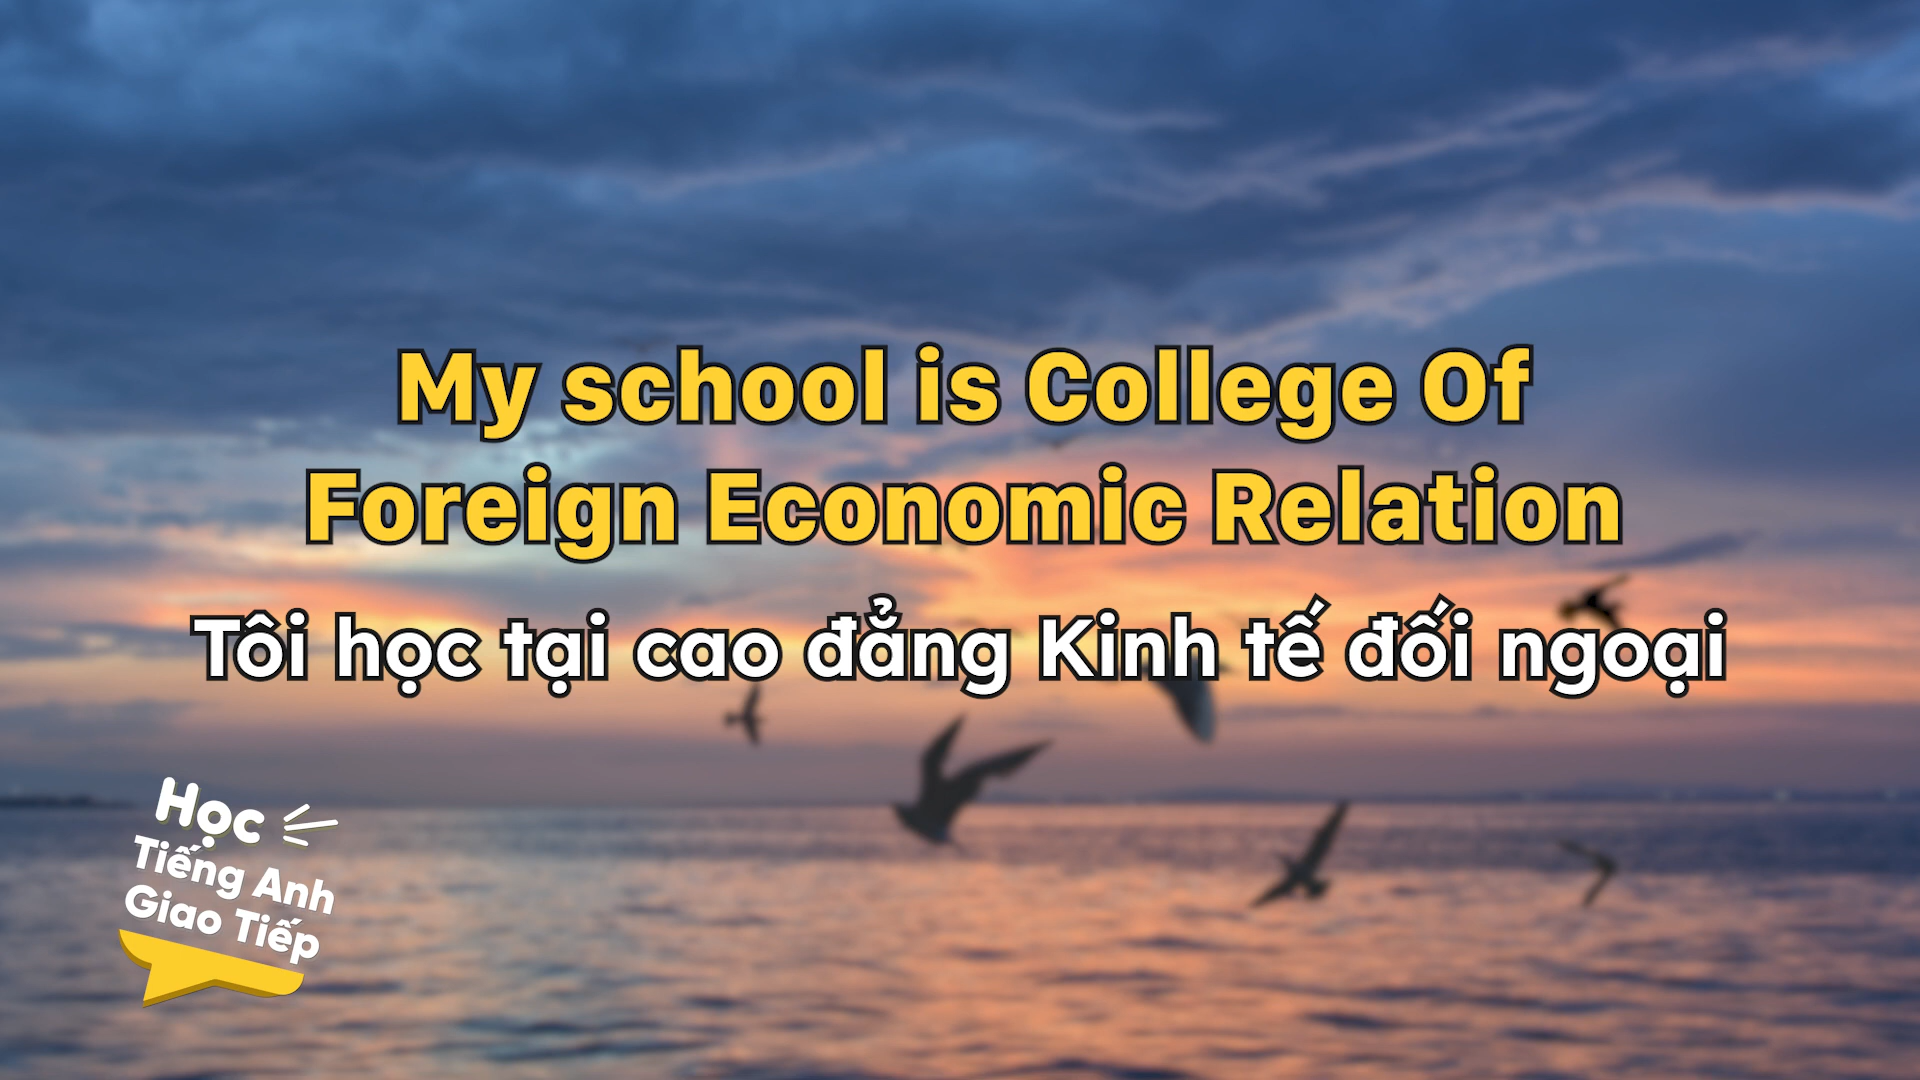 My school is College Of
Foreign Economic Relation
Tôi học tại cao đẳng Kinh tế đối ngoại
Học
Tiếng Anh
Giao Tiếp